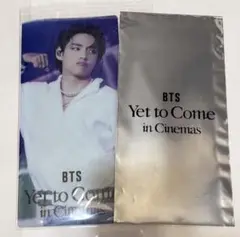 BTS
Yet to Come
in Cinemas
BTS
Yet to Come
in Cinemas